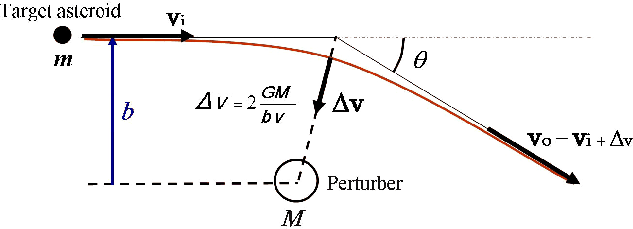 Target asteroid
m
v_i
θ
b
Δv = 2 GM / bv
Δv
v_o − v_i + Δv
Perturber
M